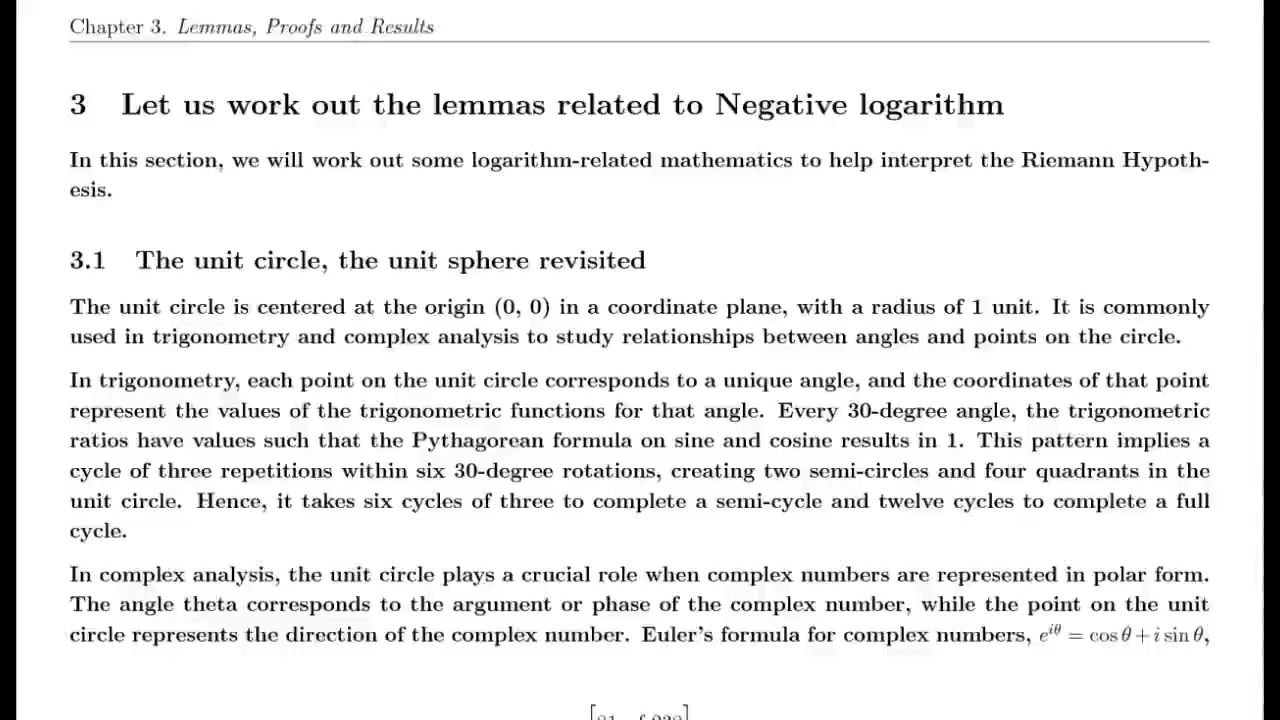 Chapter 3. Lemmas, Proofs and Results
3 Let us work out the lemmas related to Negative logarithm
In this section, we will work out some logarithm-related mathematics to help interpret the Riemann Hypoth-
esis.
3.1 The unit circle, the unit sphere revisited
The unit circle is centered at the origin (0, 0) in a coordinate plane, with a radius of 1 unit. It is commonly
used in trigonometry and complex analysis to study relationships between angles and points on the circle.
In trigonometry, each point on the unit circle corresponds to a unique angle, and the coordinates of that point
represent the values of the trigonometric functions for that angle. Every 30-degree angle, the trigonometric
ratios have values such that the Pythagorean formula on sine and cosine results in 1. This pattern implies a
cycle of three repetitions within six 30-degree rotations, creating two semi-circles and four quadrants in the
unit circle. Hence, it takes six cycles of three to complete a semi-cycle and twelve cycles to complete a full
cycle.
In complex analysis, the unit circle plays a crucial role when complex numbers are represented in polar form.
The angle theta corresponds to the argument or phase of the complex number, while the point on the unit
circle represents the direction of the complex number. Euler's formula for complex numbers, e^{iθ} = cos θ + i sin θ,